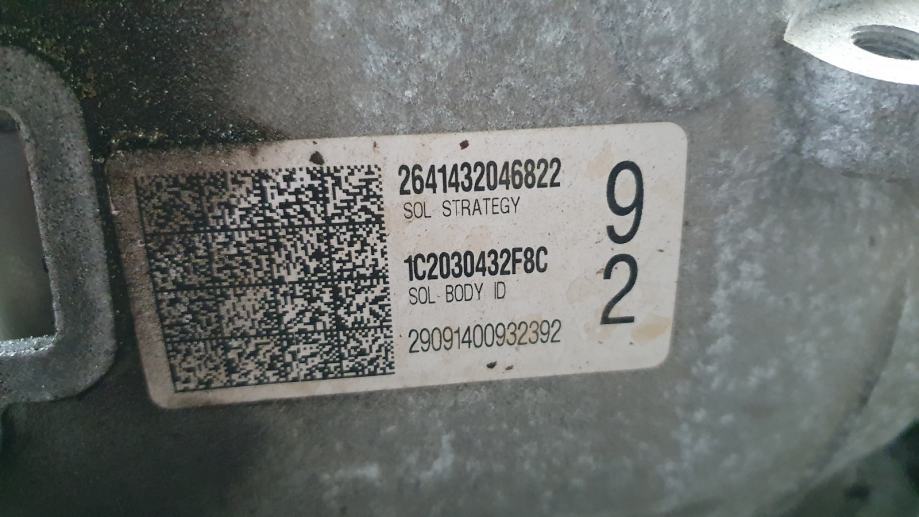 2641432046822
SOL STRATEGY
1C2030432F8C
SOL BODY ID
29091400932392
9
2